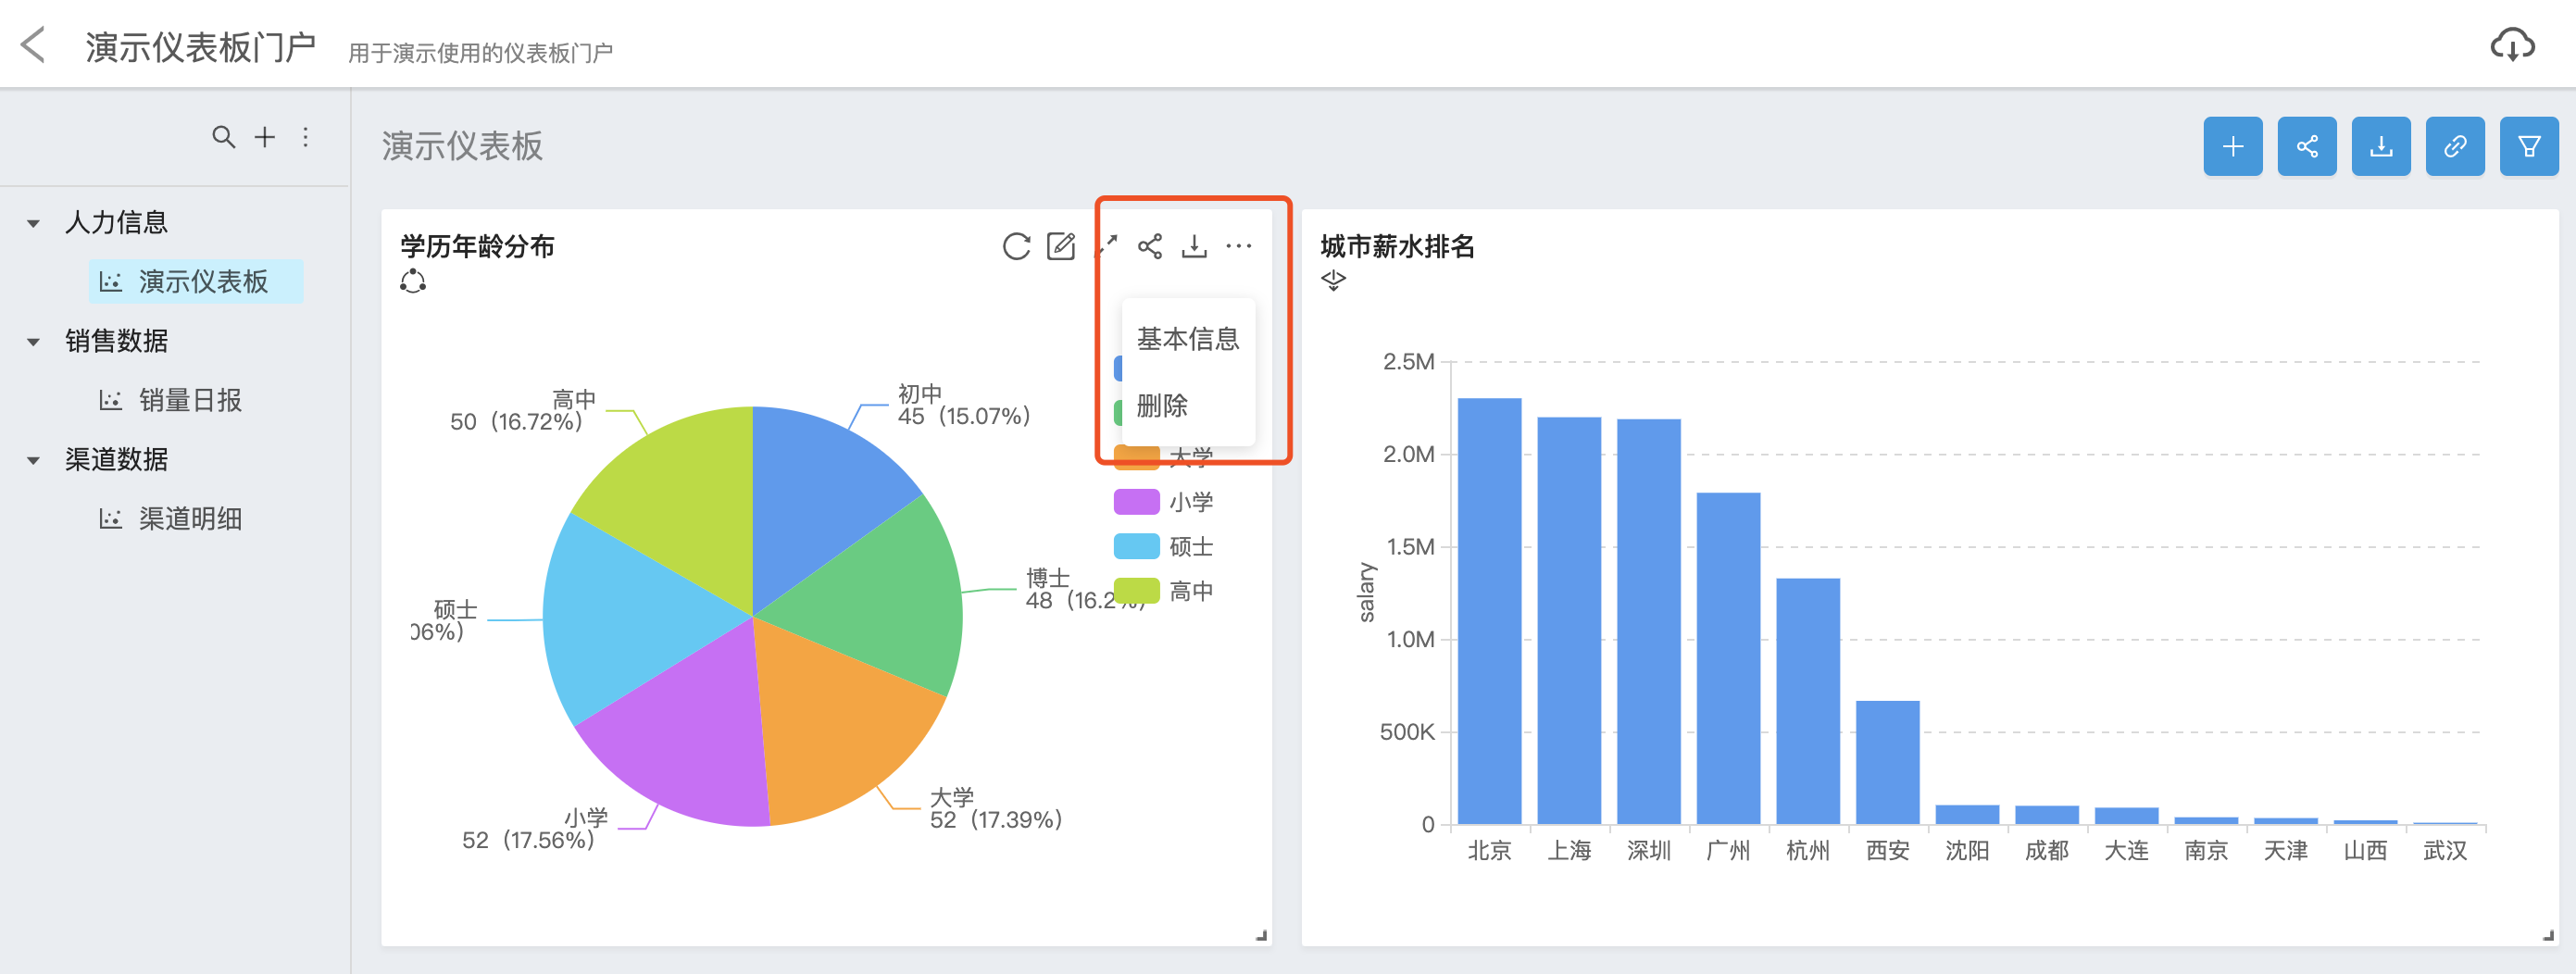 演示仪表板门户 用于演示使用的仪表板门户
演示仪表板
人力信息
演示仪表板
销售数据
销量日报
渠道数据
渠道明细
学历年龄分布
基本信息
删除
高中
50 (16.72%)
初中
45 (15.07%)
博士
48 (16.2
大学
52 (17.39%)
小学
52 (17.56%)
硕士
06%)
大学
小学
硕士
高中
城市薪水排名
salary
2.5M
2.0M
1.5M
1.0M
500K
0
北京 上海 深圳 广州 杭州 西安 沈阳 成都 大连 南京 天津 山西 武汉